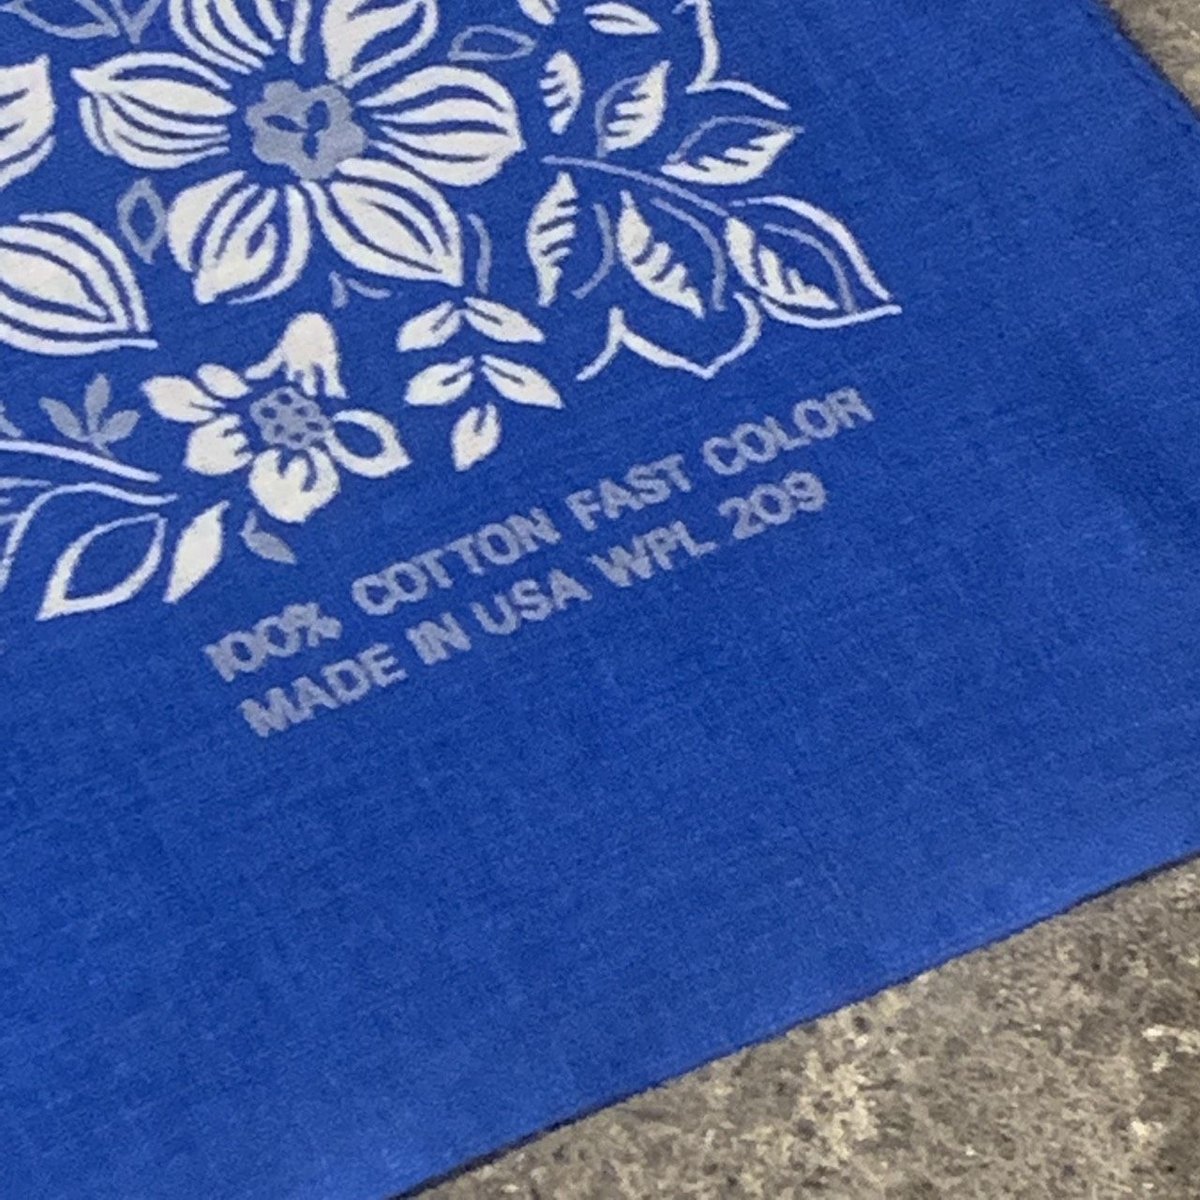 100% COTTON FAST COLOR
MADE IN USA WPL 209